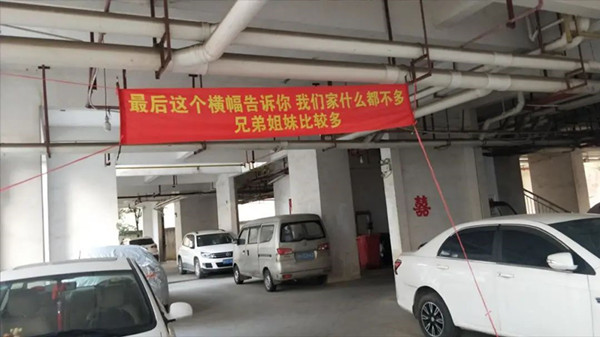 最后这个横幅告诉你 我们家什么都不多
兄弟姐妹比较多
囍